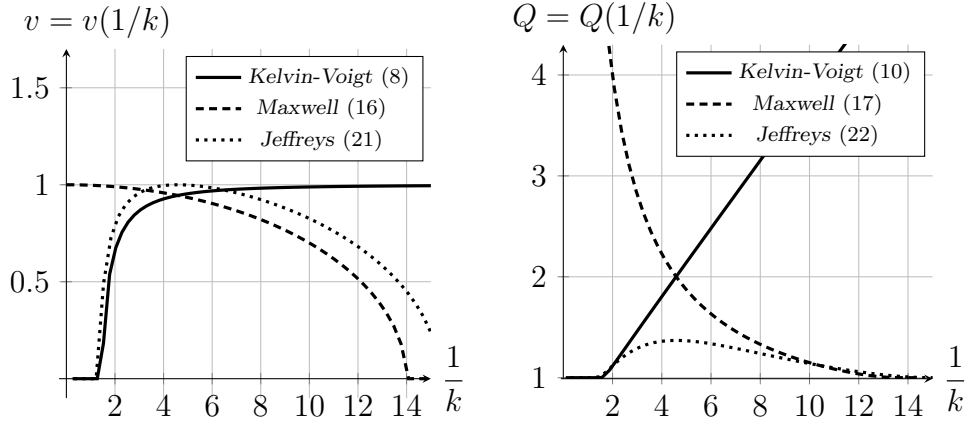 v = v(1/k)
1.5
1
0.5
2 4 6 8 10 12 14
1/k
Kelvin-Voigt (8)
Maxwell (16)
Jeffreys (21)
Q = Q(1/k)
4
3
2
1
2 4 6 8 10 12 14
1/k
Kelvin-Voigt (10)
Maxwell (17)
Jeffreys (22)